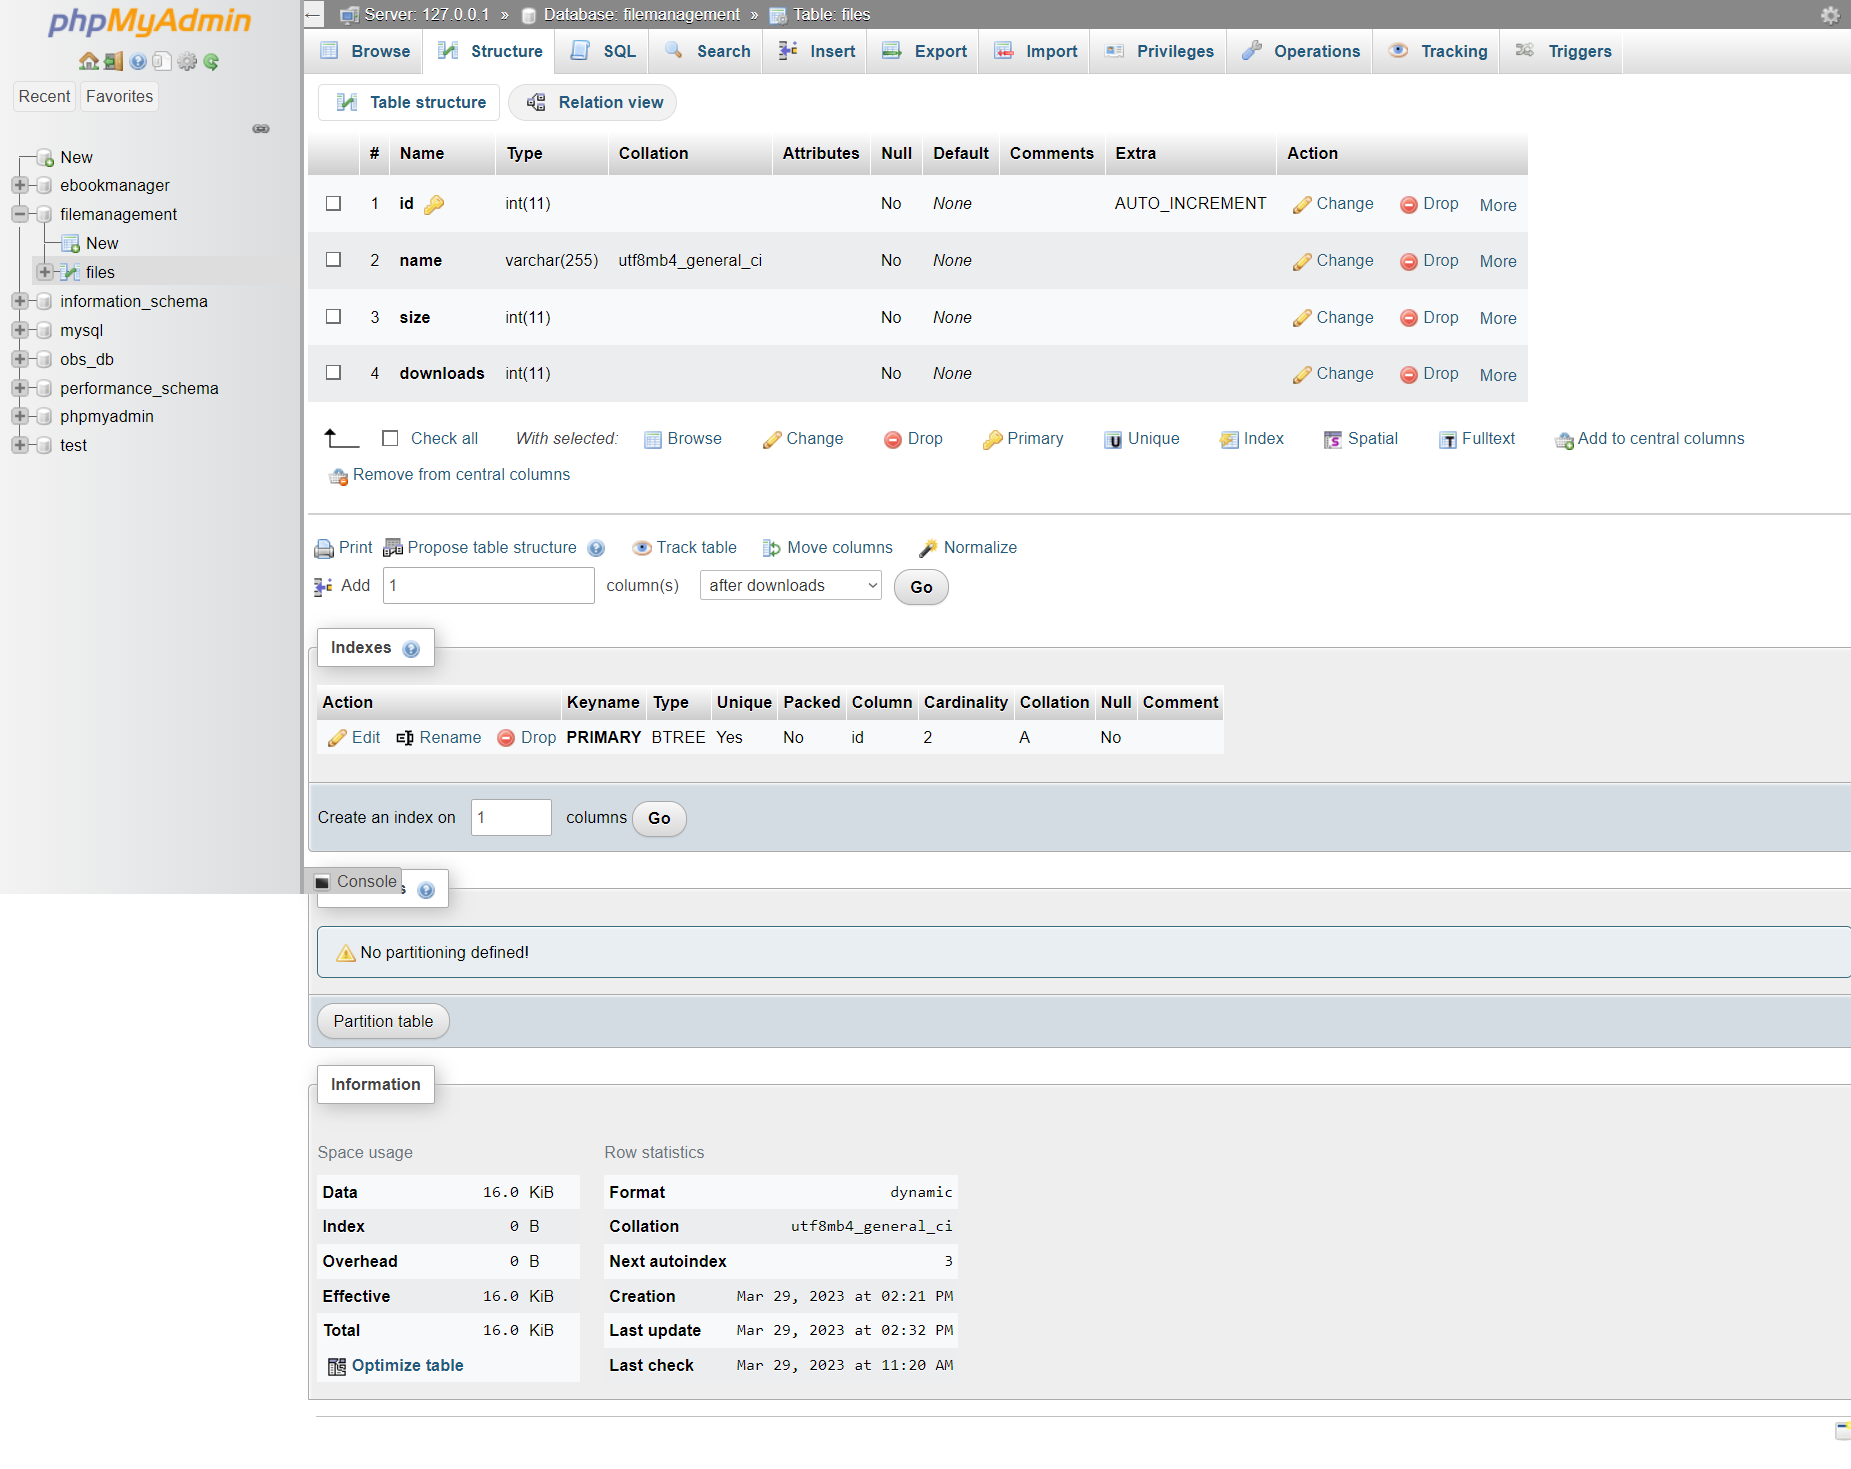 phpMyAdmin
Recent Favorites
New
ebookmanager
filemanagement
New
files
information_schema
mysql
obs_db
performance_schema
phpmyadmin
test
Server: 127.0.0.1 » Database: filemanagement » Table: files
Browse Structure SQL Search Insert Export Import Privileges Operations Tracking Triggers
Table structure Relation view
# Name Type Collation Attributes Null Default Comments Extra Action
1 id int(11) No None AUTO_INCREMENT Change Drop More
2 name varchar(255) utf8mb4_general_ci No None Change Drop More
3 size int(11) No None Change Drop More
4 downloads int(11) No None Change Drop More
Check all With selected: Browse Change Drop Primary Unique Index Spatial Fulltext Add to central columns
Remove from central columns
Print Propose table structure Track table Move columns Normalize
Add 1 column(s) after downloads Go
Indexes
Action Keyname Type Unique Packed Column Cardinality Collation Null Comment
Edit Rename Drop PRIMARY BTREE Yes No id 2 A No
Create an index on 1 columns Go
Console
No partitioning defined!
Partition table
Information
Space usage
Data 16.0 KiB
Index 0 B
Overhead 0 B
Effective 16.0 KiB
Total 16.0 KiB
Optimize table
Row statistics
Format dynamic
Collation utf8mb4_general_ci
Next autoindex 3
Creation Mar 29, 2023 at 02:21 PM
Last update Mar 29, 2023 at 02:32 PM
Last check Mar 29, 2023 at 11:20 AM